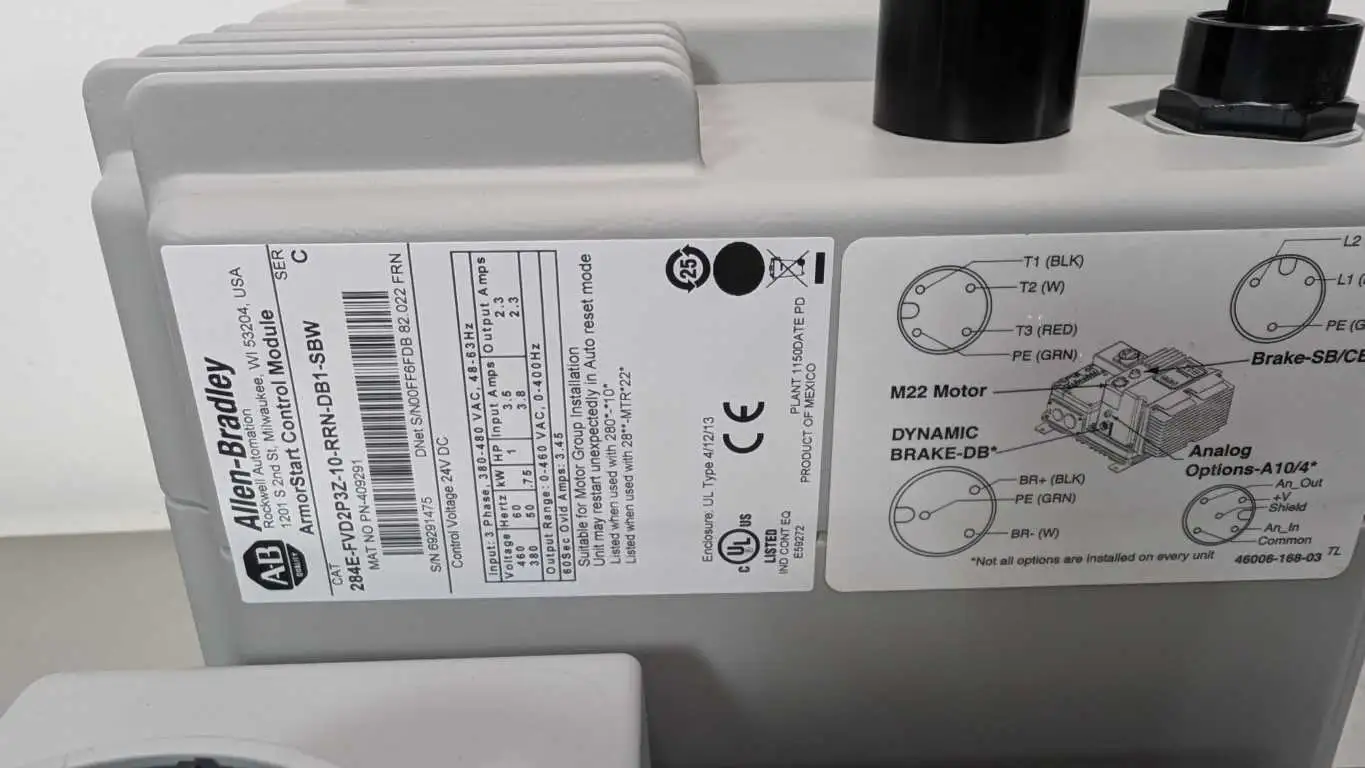 Allen-Bradley
Rockwell Automation
1201 S 2nd St, Milwaukee, WI 53204, USA
ArmorStart Control Module
SER
C
A-B
QUALITY
CAT
284E-FVD2P3Z-10-RRN-DB1-SBW
MAT NO PN-409291
S/N 69291475
DNet S/N00FF6FDB 82.022 FRN
Control Voltage 24V DC
Input: 3 Phase, 380-480 VAC, 48-63Hz
Voltage Hertz kW HP Input Amps Output Amps
460 60 1 3.5 2.3
380 50 .75 3.8 2.3
Output Range: 0-460 VAC, 0-400Hz
60Sec Ovld Amps: 3.45
Suitable for Motor Group Installation
Unit may restart unexpectedly in Auto reset mode
Listed when used with 280*-*10*
Listed when used with 28**-MTR*22*
25
Enclosure: UL Type 4/12/13
C UL US
LISTED
IND CONT EQ
E59272
CE
PLANT 1150DATE PD
PRODUCT OF MEXICO
T1 (BLK)
T2 (W)
T3 (RED)
PE (GRN)
L2
L1
PE
M22 Motor
Brake-SB/CB
DYNAMIC
BRAKE-DB*
Analog
Options-A10/4*
BR+ (BLK)
PE (GRN)
BR- (W)
An_Out
+V
Shield
An_In
Common
*Not all options are installed on every unit
46006-168-03
TL